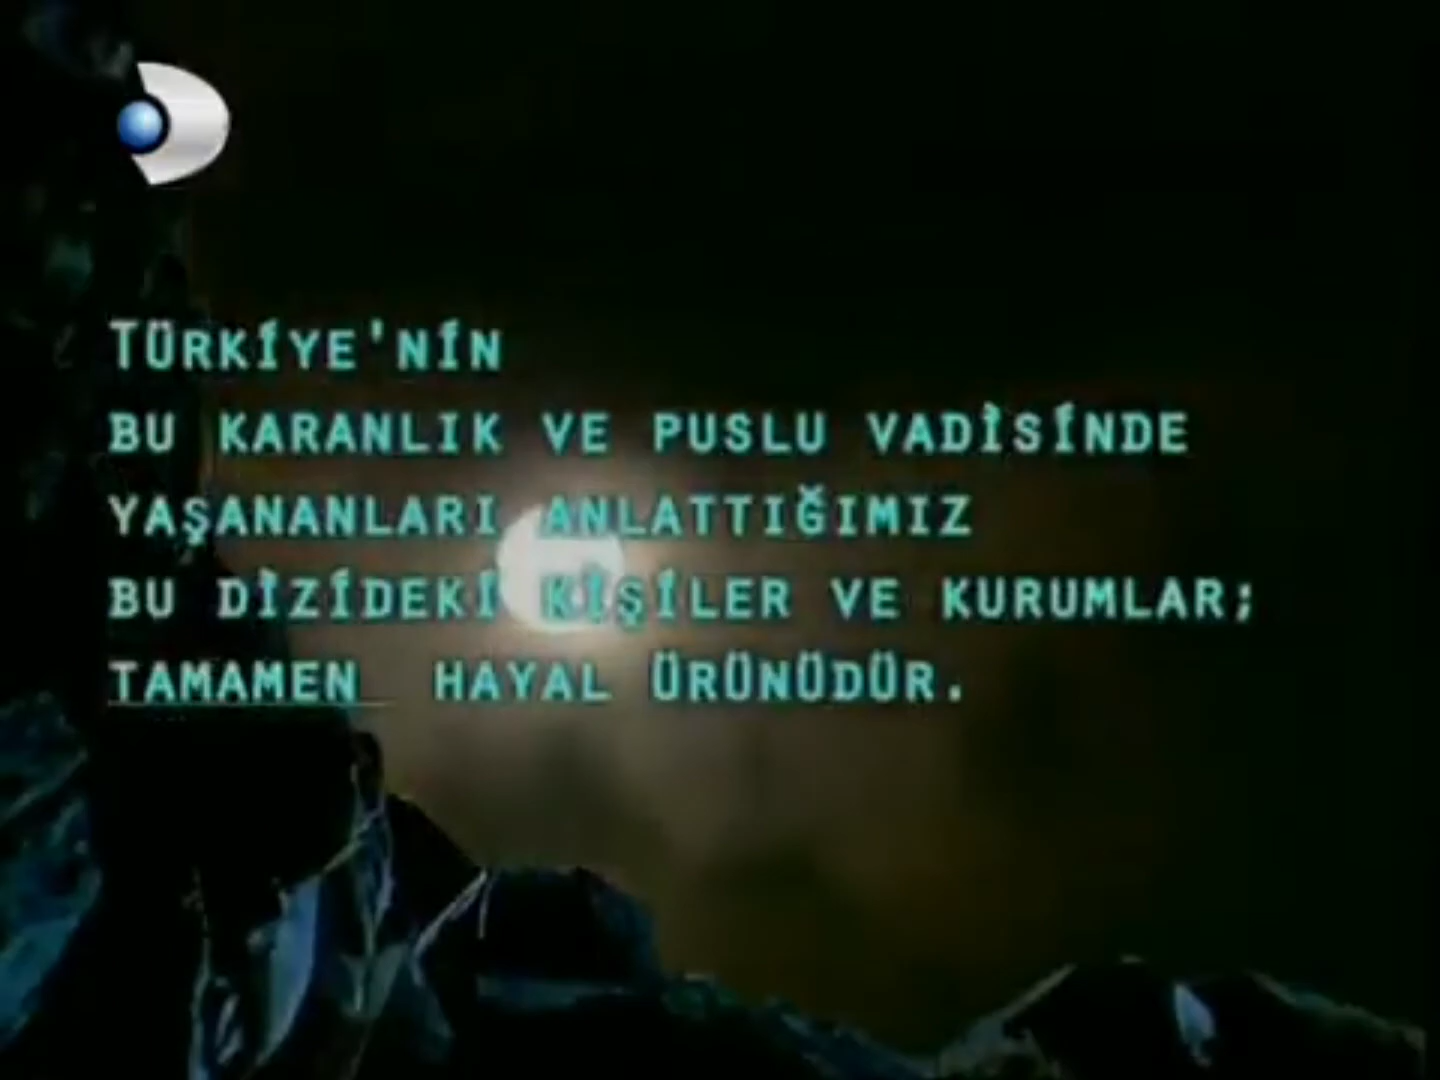 TÜRKİYE'NİN
BU KARANLIK VE PUSLU VADİSİNDE
YAŞANANLARI ANLATTIĞIMIZ
BU DİZİDEKİ KİŞİLER VE KURUMLAR;
TAMAMEN HAYAL ÜRÜNÜDÜR.